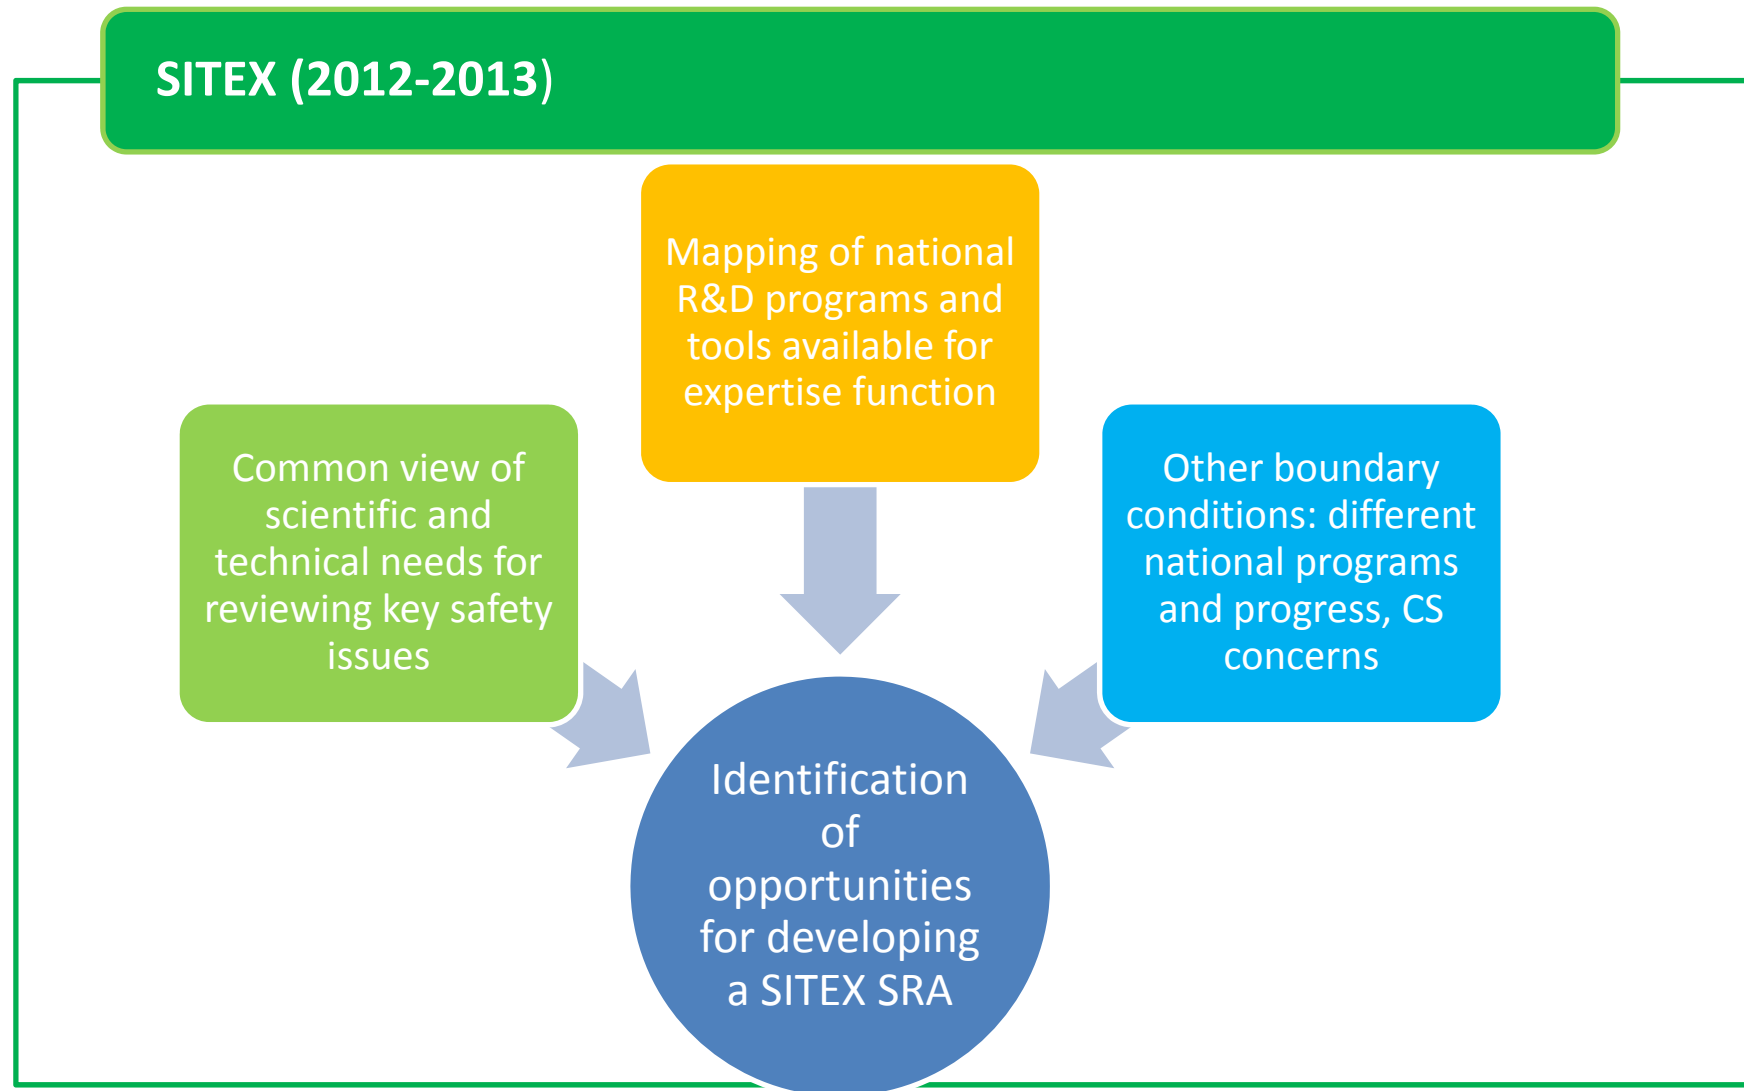 SITEX (2012-2013)
Mapping of national
R&D programs and
tools available for
expertise function
Common view of
scientific and
technical needs for
reviewing key safety
issues
Other boundary
conditions: different
national programs
and progress, CS
concerns
Identification
of
opportunities
for developing
a SITEX SRA